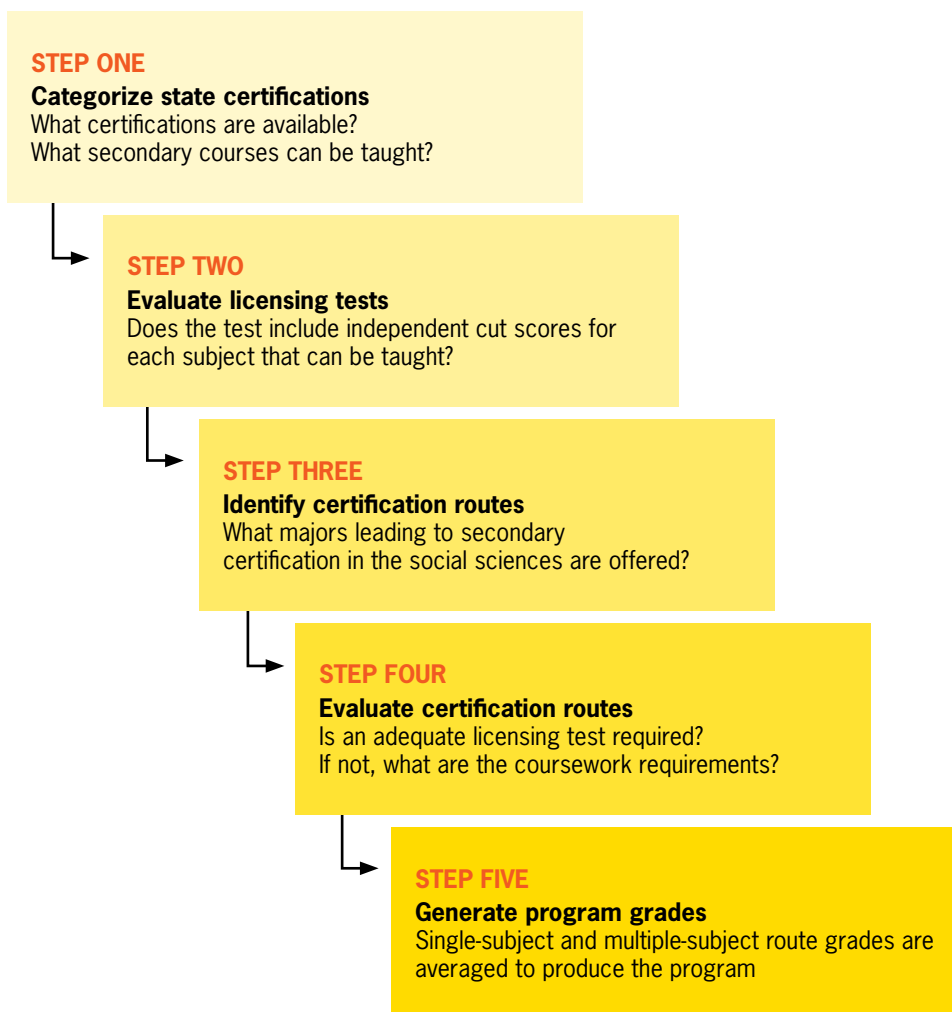 STEP ONE
Categorize state certifications
What certifications are available?
What secondary courses can be taught?
STEP TWO
Evaluate licensing tests
Does the test include independent cut scores for
each subject that can be taught?
STEP THREE
Identify certification routes
What majors leading to secondary
certification in the social sciences are offered?
STEP FOUR
Evaluate certification routes
Is an adequate licensing test required?
If not, what are the coursework requirements?
STEP FIVE
Generate program grades
Single-subject and multiple-subject route grades are
averaged to produce the program